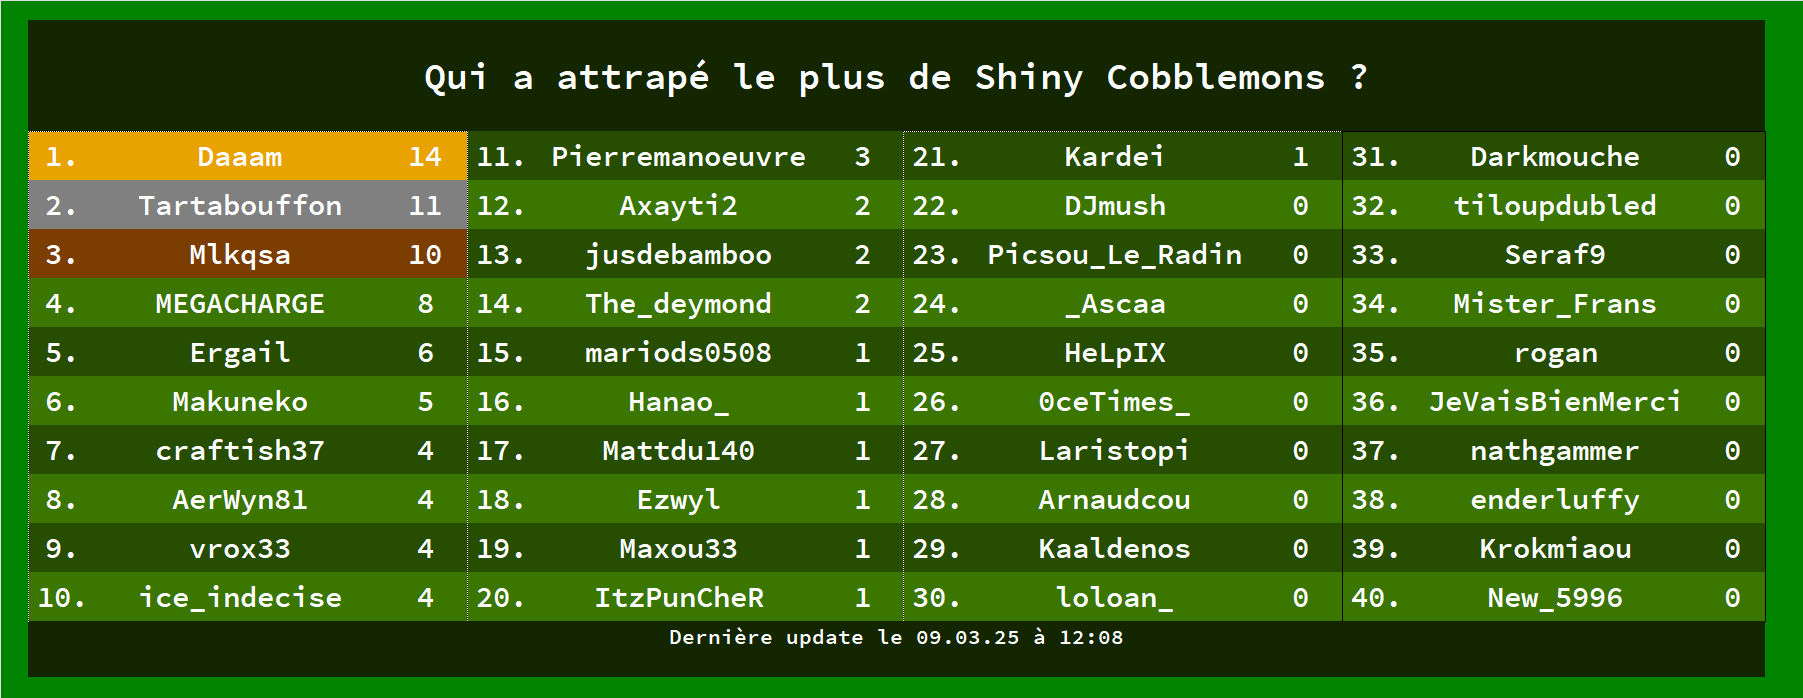 Qui a attrapé le plus de Shiny Cobblemons ?
1. Daaam 14 11. Pierremanoeuvre 3 21. Kardei 1 31. Darkmouche 0
2. Tartabouffon 11 12. Axayti2 2 22. DJmush 0 32. tiloupdubled 0
3. Mlkqsa 10 13. jusdebamboo 2 23. Picsou_Le_Radin 0 33. Seraf9 0
4. MEGACHARGE 8 14. The_deymond 2 24. _Ascaa 0 34. Mister_Frans 0
5. Ergail 6 15. mariods0508 1 25. HeLpIX 0 35. rogan 0
6. Makuneko 5 16. Hanao_ 1 26. 0ceTimes_ 0 36. JeVaisBienMerci 0
7. craftish37 4 17. Mattdu140 1 27. Laristopi 0 37. nathgammer 0
8. AerWyn81 4 18. Ezwyl 1 28. Arnaudcou 0 38. enderluffy 0
9. vrox33 4 19. Maxou33 1 29. Kaaldenos 0 39. Krokmiaou 0
10. ice_indecise 4 20. ItzPunCheR 1 30. loloan_ 0 40. New_5996 0
Dernière update le 09.03.25 à 12:08